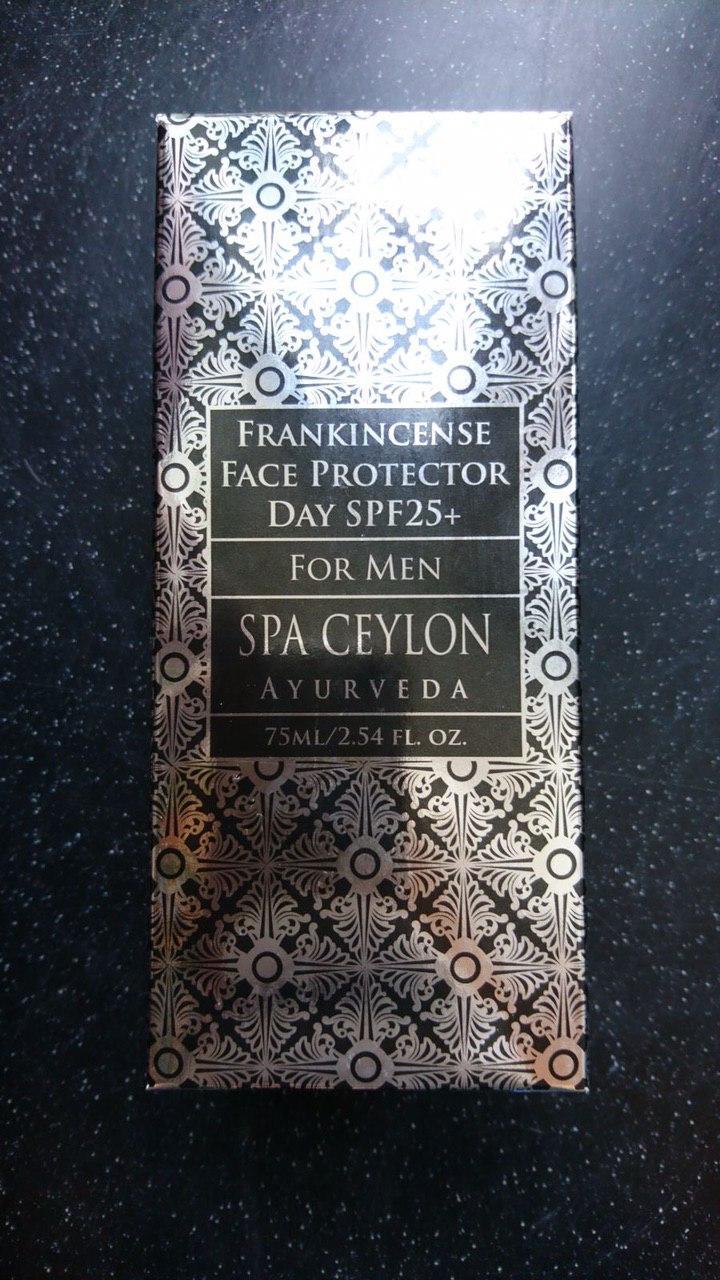 FRANKINCENSE
FACE PROTECTOR
DAY SPF25+
FOR MEN
SPA CEYLON
AYURVEDA
75ML/2.54 FL. OZ.